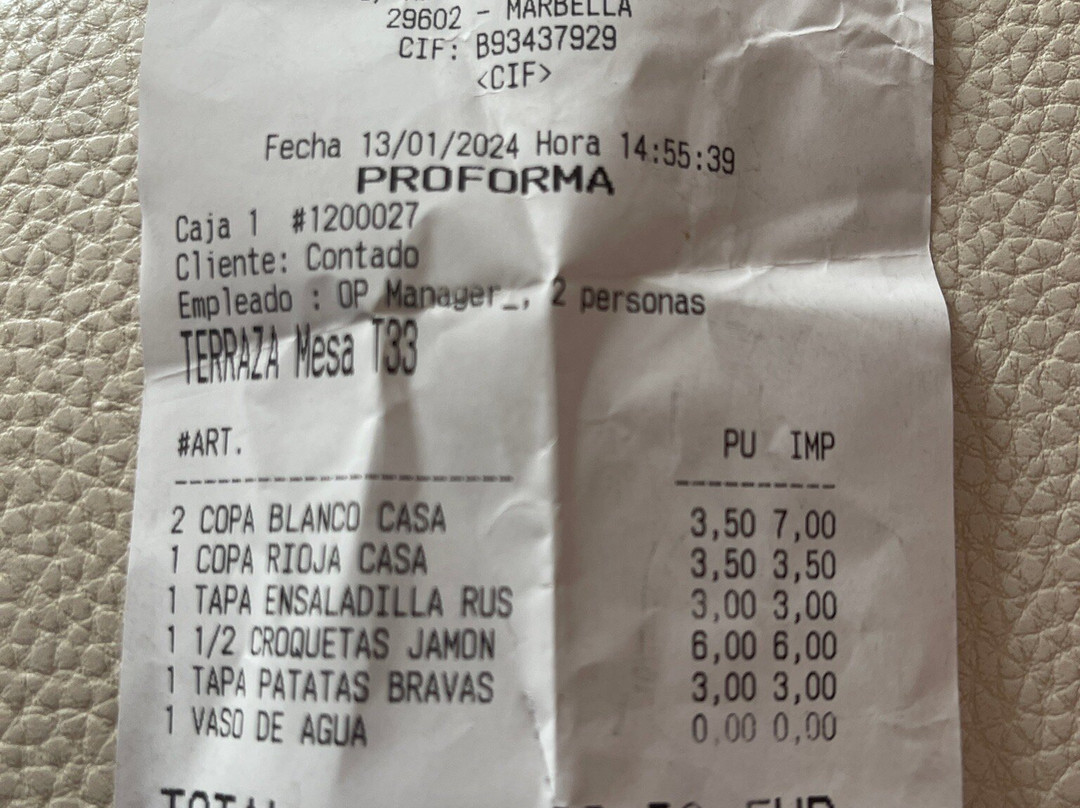 29602 - MARBELLA
CIF: B93437929
<CIF>
Fecha 13/01/2024 Hora 14:55:39
PROFORMA
Caja 1 #1200027
Cliente: Contado
Empleado : OP Manager_, 2 personas
TERRAZA Mesa T33
#ART. PU IMP
2 COPA BLANCO CASA 3,50 7,00
1 COPA RIOJA CASA 3,50 3,50
1 TAPA ENSALADILLA RUS 3,00 3,00
1 1/2 CROQUETAS JAMON 6,00 6,00
1 TAPA PATATAS BRAVAS 3,00 3,00
1 VASO DE AGUA 0,00 0,00
TOTAL EUR